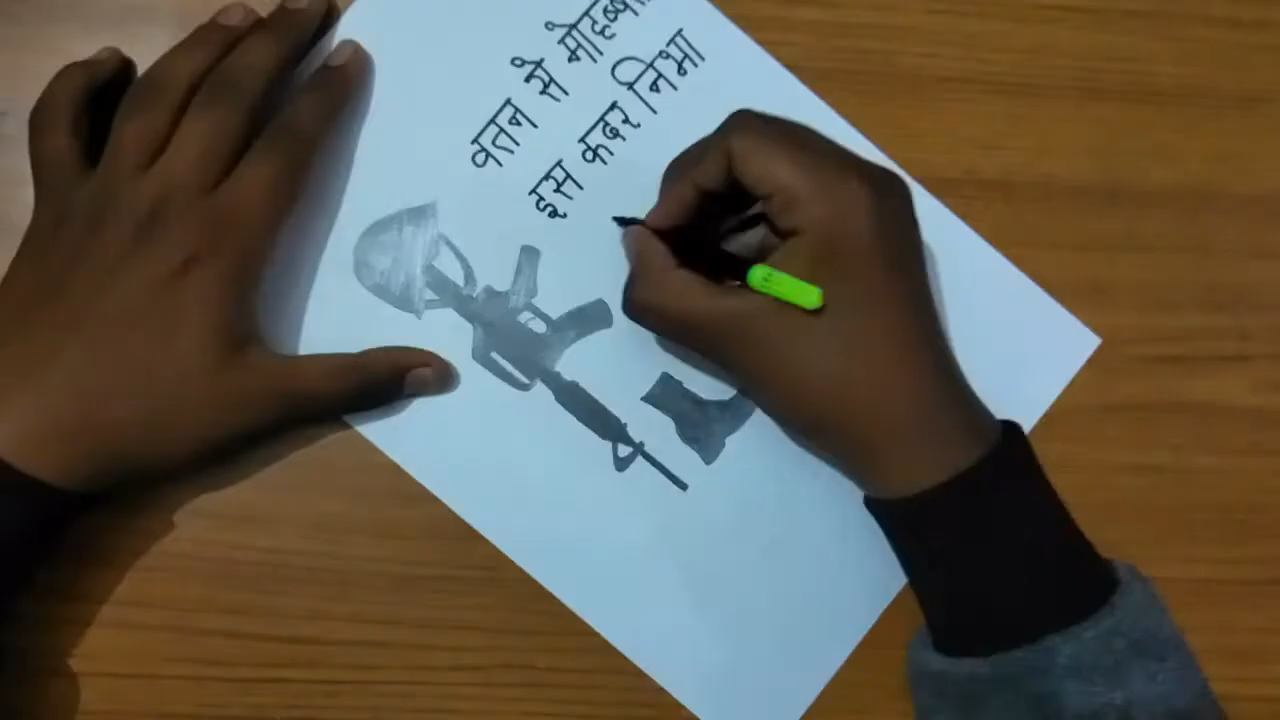 वतन से
इस कदर निभा